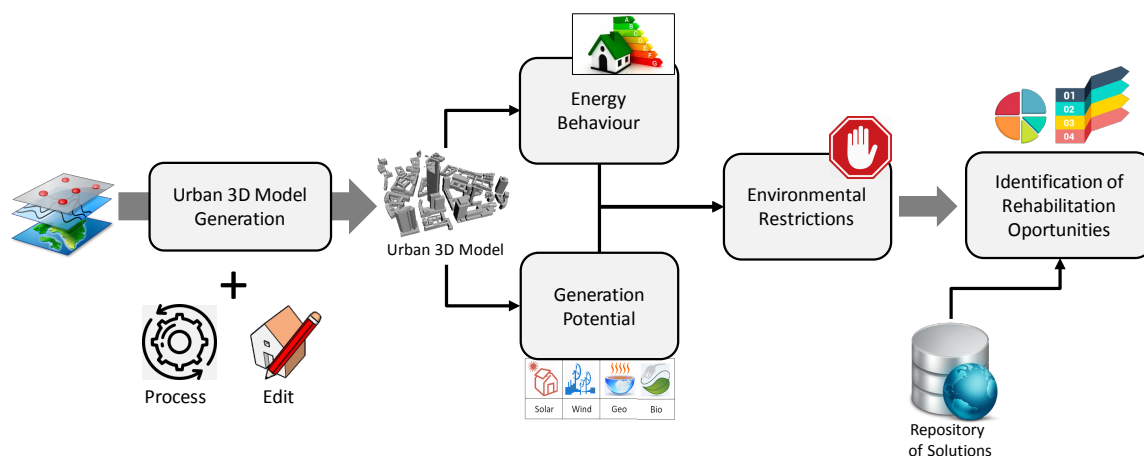 Urban 3D Model
Generation
+
Process
Edit
Urban 3D Model
A
B
C
D
E
F
G
Energy
Behaviour
Generation
Potential
Solar
Wind
Geo
Bio
Environmental
Restrictions
01
02
03
04
Identification of
Rehabilitation
Oportunities
Repository
of Solutions